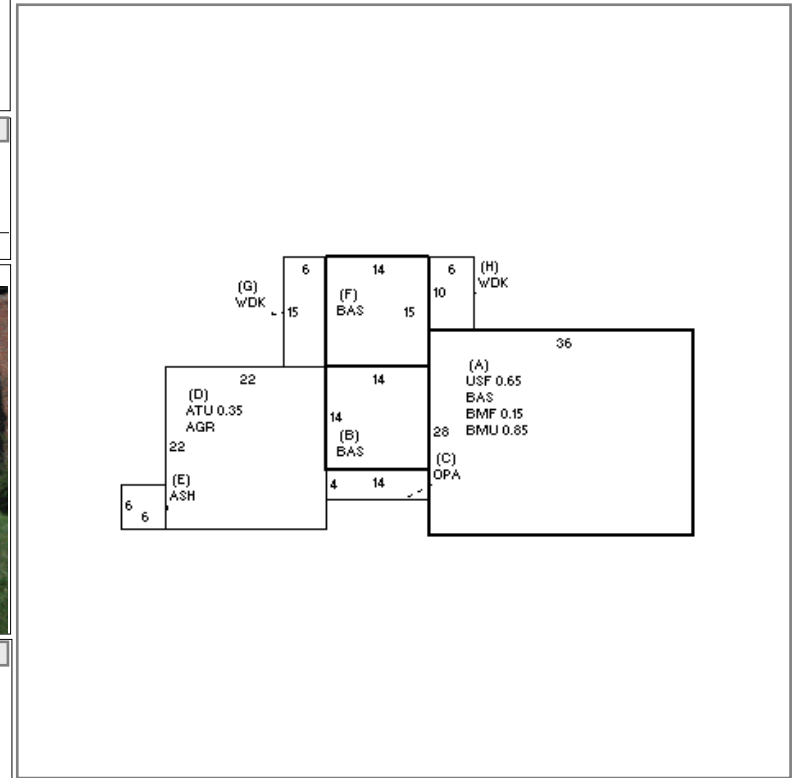 6
14
6
(H)
WDK
(G)
WDK
15
(F)
BAS
15
10
36
22
14
(A)
USF 0.65
BAS
BMF 0.15
BMU 0.85
(D)
ATU 0.35
AGR
14
22
28
(B)
BAS
(C)
OPA
(E)
ASH
4
14
6
6